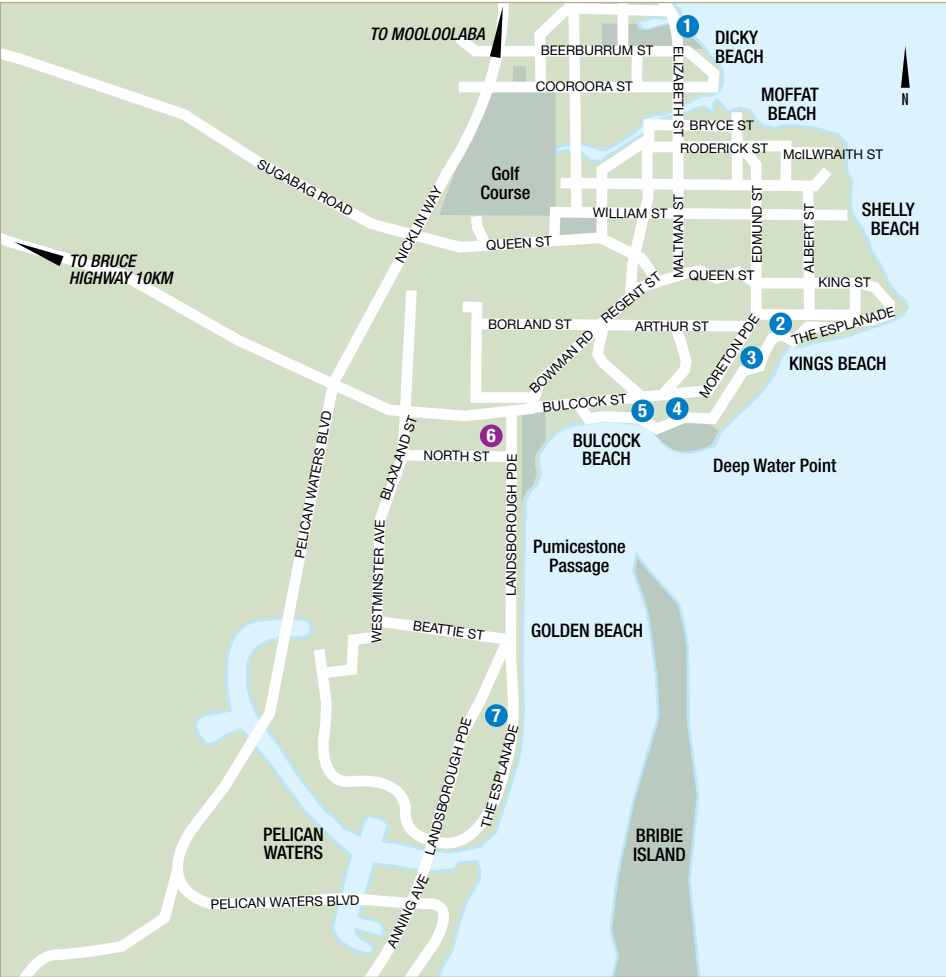 TO MOOLOOLABA
1
DICKY
BEACH
BEERBURRUM ST
ELIZABETH ST
COOROORA ST
N
MOFFAT
BEACH
BRYCE ST
RODERICK ST
McILWRAITH ST
SUGABAG ROAD
Golf
Course
NICKLIN WAY
WILLIAM ST
MALTMAN ST
EDMUND ST
ALBERT ST
SHELLY
BEACH
QUEEN ST
TO BRUCE
HIGHWAY 10KM
REGENT ST
QUEEN ST
KING ST
BORLAND ST
ARTHUR ST
MORETON PDE
2
THE ESPLANADE
BOWMAN RD
3
KINGS BEACH
BULCOCK ST
5
4
6
BULCOCK
BEACH
Deep Water Point
PELICAN WATERS BLVD
BLAXLAND ST
NORTH ST
LANDSBOROUGH PDE
Pumicestone
Passage
WESTMINSTER AVE
BEATTIE ST
GOLDEN BEACH
7
LANDSBOROUGH PDE
THE ESPLANADE
PELICAN
WATERS
BRIBIE
ISLAND
PELICAN WATERS BLVD
ANNING AVE